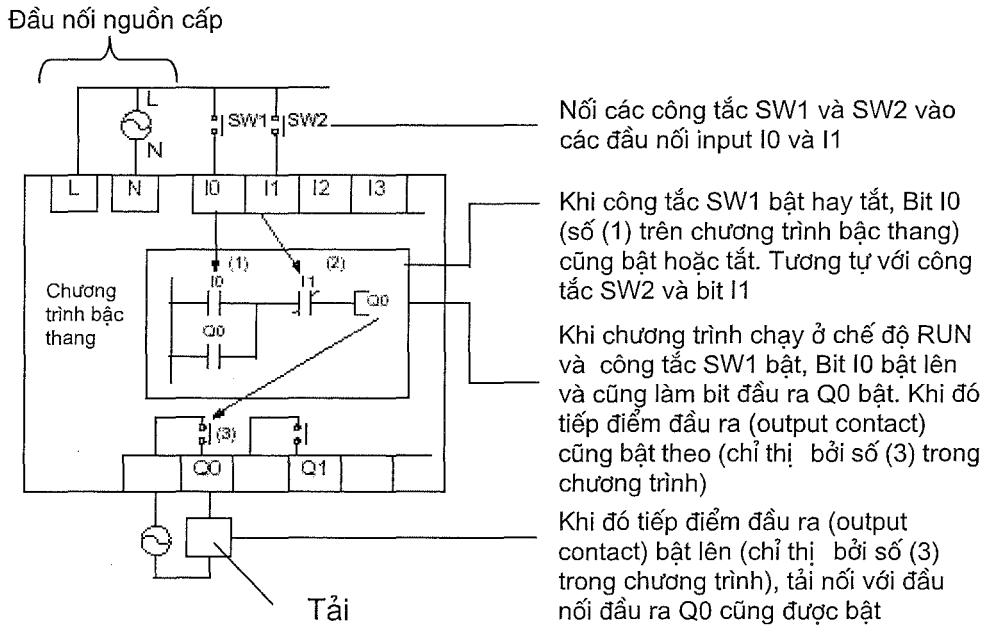 Đầu nối nguồn cấp
L
N
SW1
SW2
Nối các công tắc SW1 và SW2 vào
các đầu nối input I0 và I1
L
N
I0
I1
I2
I3
Khi công tắc SW1 bật hay tắt, Bit I0
(số (1) trên chương trình bậc thang)
cũng bật hoặc tắt. Tương tự với công
tắc SW2 và bit I1
(1)
(2)
I0
I1
Q0
Q0
Chương
trình bậc
thang
Khi chương trình chạy ở chế độ RUN
và công tắc SW1 bật, Bit I0 bật lên
và cũng làm bit đầu ra Q0 bật. Khi đó
tiếp điểm đầu ra (output contact)
cũng bật theo (chỉ thị bởi số (3) trong
chương trình)
(3)
Q0
Q1
Khi đó tiếp điểm đầu ra (output
contact) bật lên (chỉ thị bởi số (3)
trong chương trình), tải nối với đầu
nối đầu ra Q0 cũng được bật
Tải